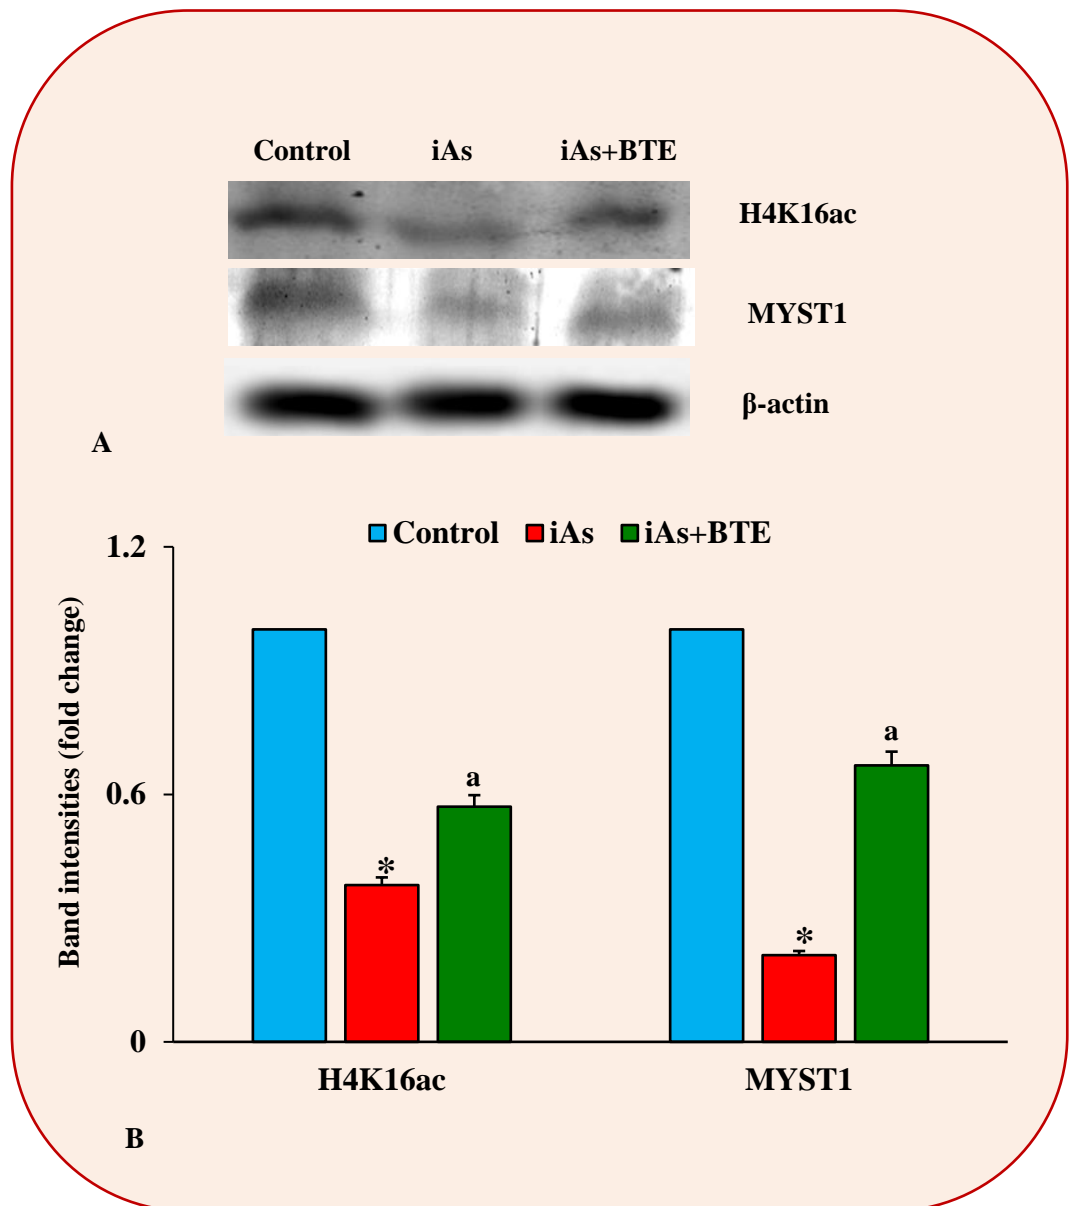 Control iAs iAs+BTE
H4K16ac
MYST1
β-actin
A
Control iAs iAs+BTE
1.2
0.6
0
Band intensities (fold change)
*
a
*
a
H4K16ac MYST1
B